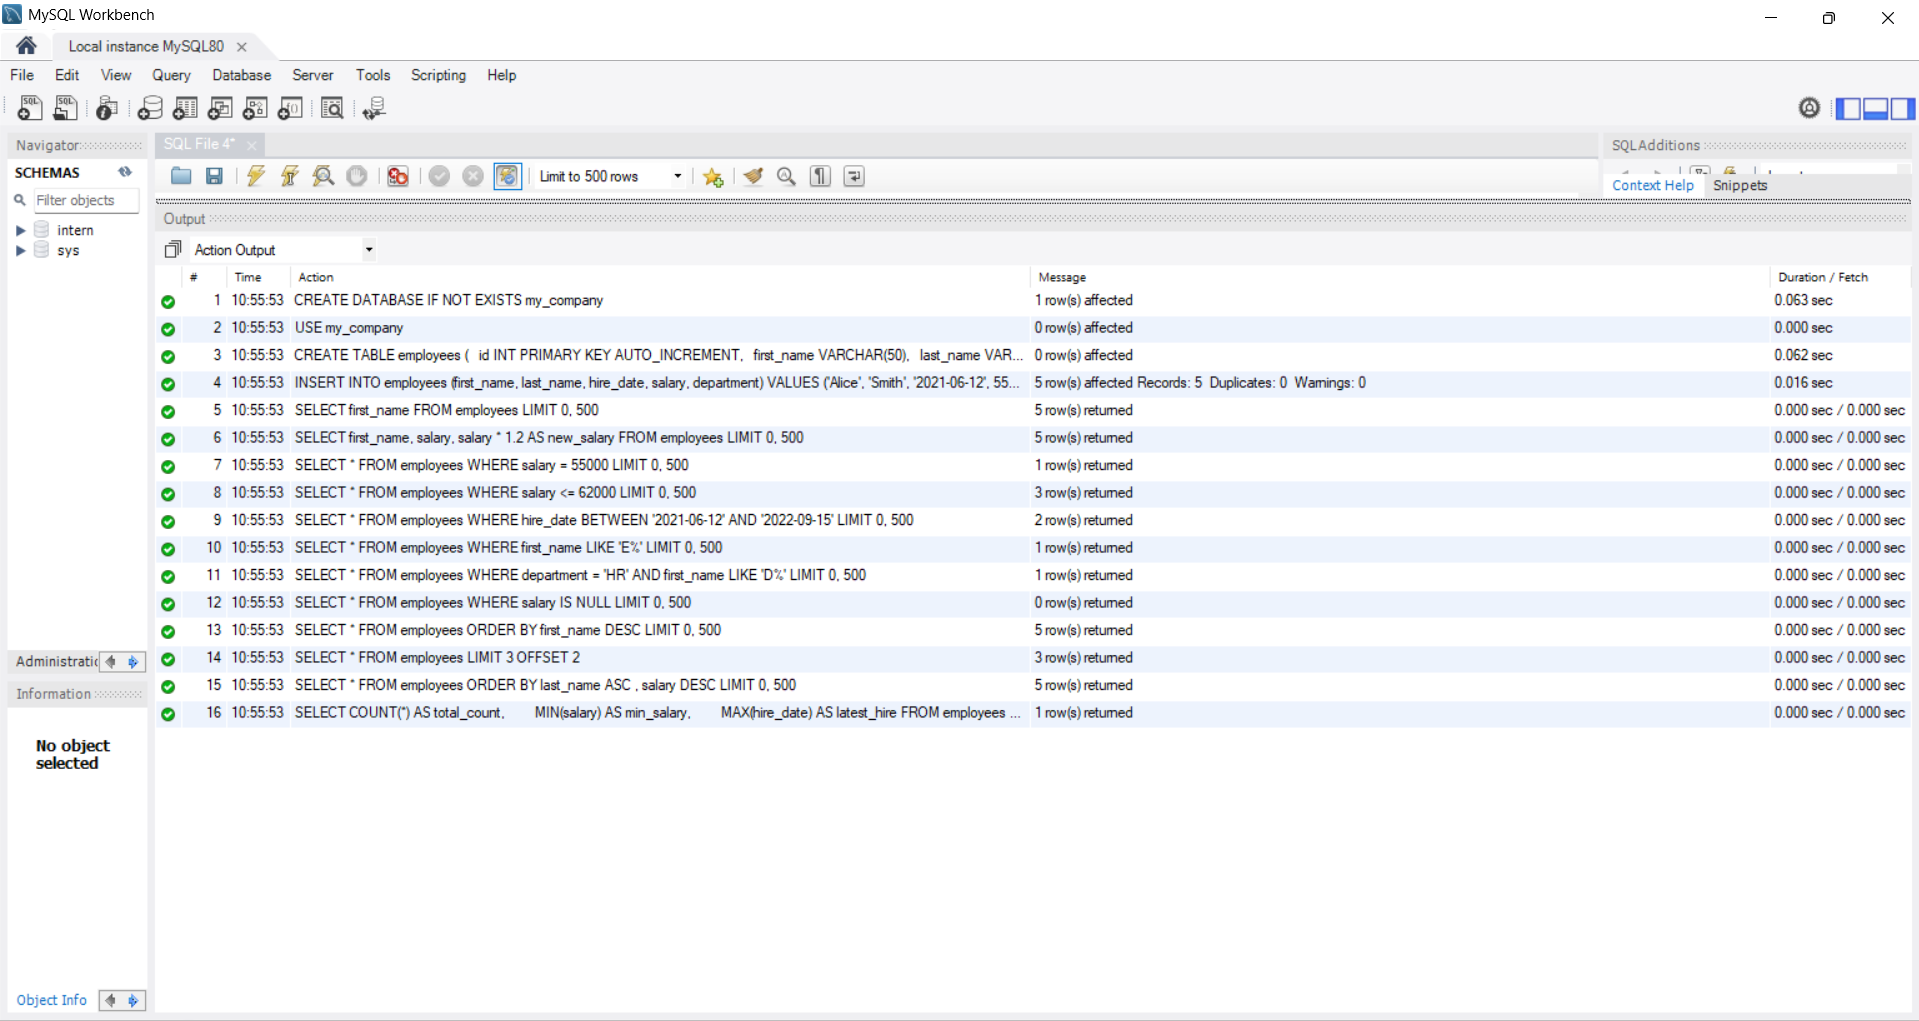 MySQL Workbench
Local instance MySQL80
File Edit View Query Database Server Tools Scripting Help
Navigator
SQL File 4*
SQLAdditions
SCHEMAS
Limit to 500 rows
Context Help Snippets
Filter objects
Output
intern
sys
Action Output
# Time Action Message Duration / Fetch
1 10:55:53 CREATE DATABASE IF NOT EXISTS my_company 1 row(s) affected 0.063 sec
2 10:55:53 USE my_company 0 row(s) affected 0.000 sec
3 10:55:53 CREATE TABLE employees ( id INT PRIMARY KEY AUTO_INCREMENT, first_name VARCHAR(50), last_name VAR... 0 row(s) affected 0.062 sec
4 10:55:53 INSERT INTO employees (first_name, last_name, hire_date, salary, department) VALUES ('Alice', 'Smith', '2021-06-12', 55... 5 row(s) affected Records: 5 Duplicates: 0 Warnings: 0 0.016 sec
5 10:55:53 SELECT first_name FROM employees LIMIT 0, 500 5 row(s) returned 0.000 sec / 0.000 sec
6 10:55:53 SELECT first_name, salary, salary * 1.2 AS new_salary FROM employees LIMIT 0, 500 5 row(s) returned 0.000 sec / 0.000 sec
7 10:55:53 SELECT * FROM employees WHERE salary = 55000 LIMIT 0, 500 1 row(s) returned 0.000 sec / 0.000 sec
8 10:55:53 SELECT * FROM employees WHERE salary <= 62000 LIMIT 0, 500 3 row(s) returned 0.000 sec / 0.000 sec
9 10:55:53 SELECT * FROM employees WHERE hire_date BETWEEN '2021-06-12' AND '2022-09-15' LIMIT 0, 500 2 row(s) returned 0.000 sec / 0.000 sec
10 10:55:53 SELECT * FROM employees WHERE first_name LIKE 'E%' LIMIT 0, 500 1 row(s) returned 0.000 sec / 0.000 sec
11 10:55:53 SELECT * FROM employees WHERE department = 'HR' AND first_name LIKE 'D%' LIMIT 0, 500 1 row(s) returned 0.000 sec / 0.000 sec
12 10:55:53 SELECT * FROM employees WHERE salary IS NULL LIMIT 0, 500 0 row(s) returned 0.000 sec / 0.000 sec
13 10:55:53 SELECT * FROM employees ORDER BY first_name DESC LIMIT 0, 500 5 row(s) returned 0.000 sec / 0.000 sec
14 10:55:53 SELECT * FROM employees LIMIT 3 OFFSET 2 3 row(s) returned 0.000 sec / 0.000 sec
15 10:55:53 SELECT * FROM employees ORDER BY last_name ASC , salary DESC LIMIT 0, 500 5 row(s) returned 0.000 sec / 0.000 sec
16 10:55:53 SELECT COUNT(*) AS total_count, MIN(salary) AS min_salary, MAX(hire_date) AS latest_hire FROM employees ... 1 row(s) returned 0.000 sec / 0.000 sec
Administratic
Information
No object
selected
Object Info